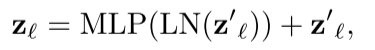 𝐳_ℓ = MLP(LN(𝐳′_ℓ)) + 𝐳′_ℓ,